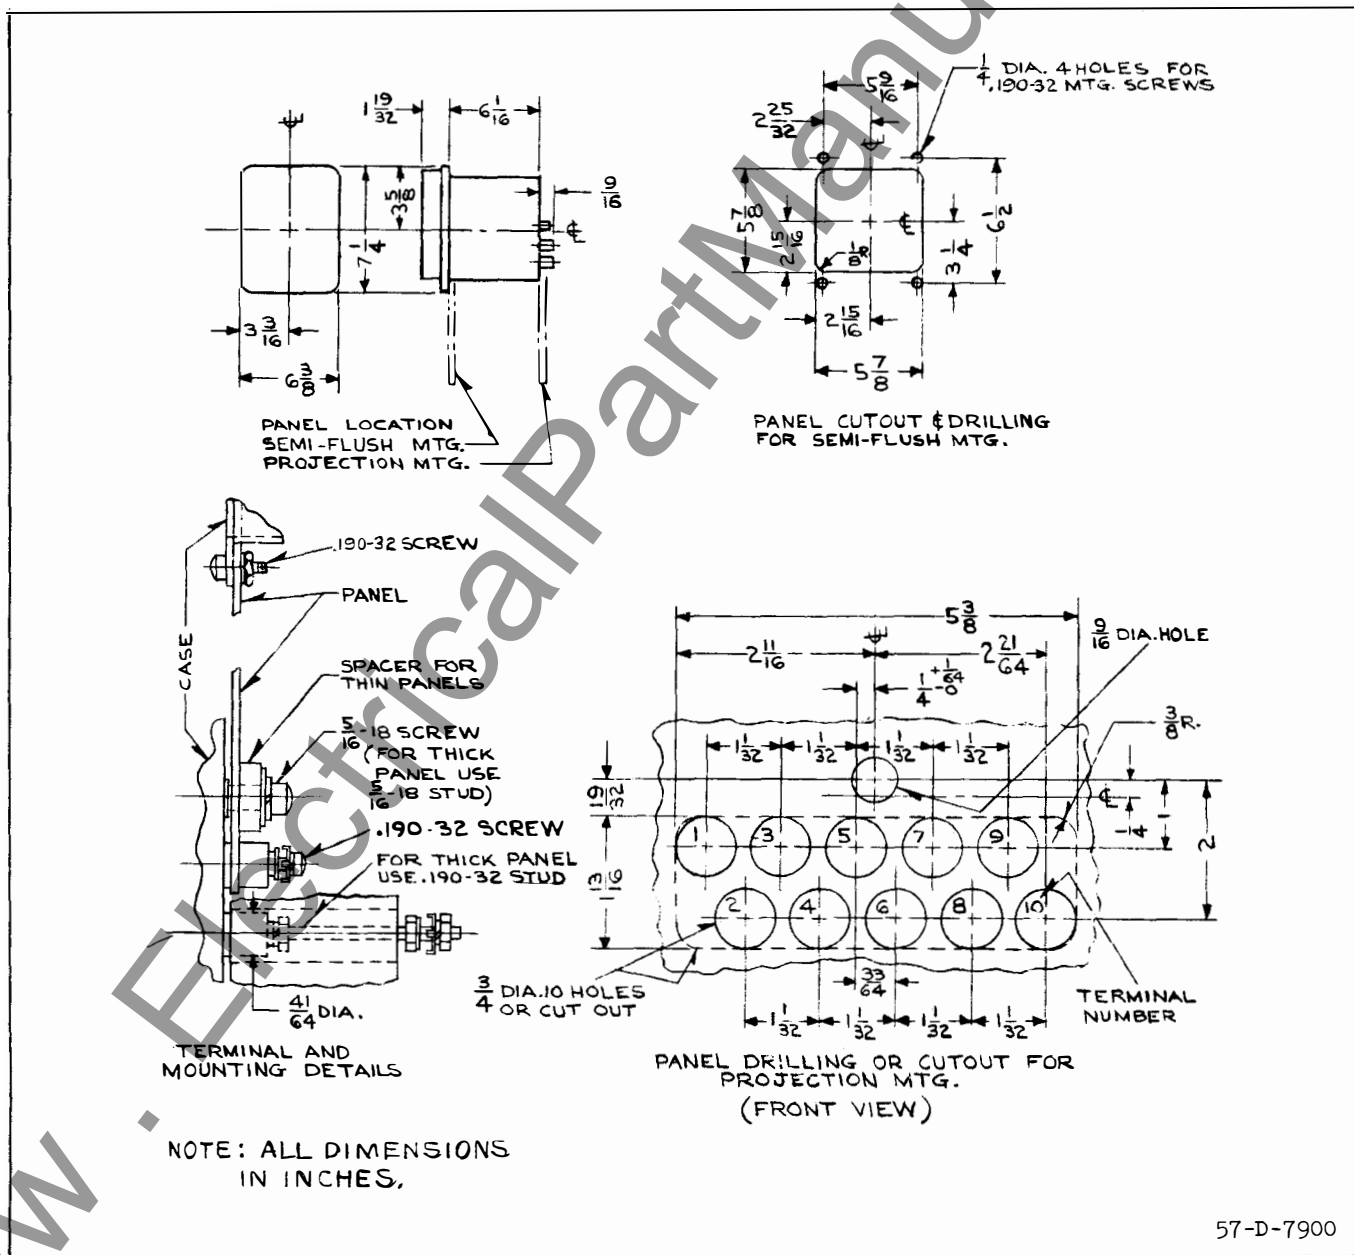 1 19/32
6 1/16
9/16
3 5/8
7 1/4
3 3/16
6 3/8
PANEL LOCATION
SEMI-FLUSH MTG.
PROJECTION MTG.
1/4 DIA. 4 HOLES FOR
.190-32 MTG. SCREWS
5 9/16
2 25/32
5 7/8
2 15/16
1/8 R
6 1/2
3 1/4
2 15/16
5 7/8
PANEL CUTOUT & DRILLING
FOR SEMI-FLUSH MTG.
.190-32 SCREW
PANEL
CASE
SPACER FOR
THIN PANELS
5/16-18 SCREW
(FOR THICK
PANEL USE
5/16-18 STUD)
.190-32 SCREW
FOR THICK PANEL
USE .190-32 STUD
41/64 DIA.
TERMINAL AND
MOUNTING DETAILS
5 3/8
2 11/16
2 21/64
9/16 DIA. HOLE
1/4 +1/64 -0
3/8 R.
1 1/32 1 1/32 1 1/32 1 1/32
19/32
1/4
1
2
1 3 5 7 9
1 13/16
2 4 6 8 10
33/64
3/4 DIA. 10 HOLES
OR CUT OUT
TERMINAL
NUMBER
1 1/32 1 1/32 1 1/32 1 1/32
PANEL DRILLING OR CUTOUT FOR
PROJECTION MTG.
(FRONT VIEW)
NOTE: ALL DIMENSIONS
IN INCHES.
57-D-7900
w . ElectricalPartManu